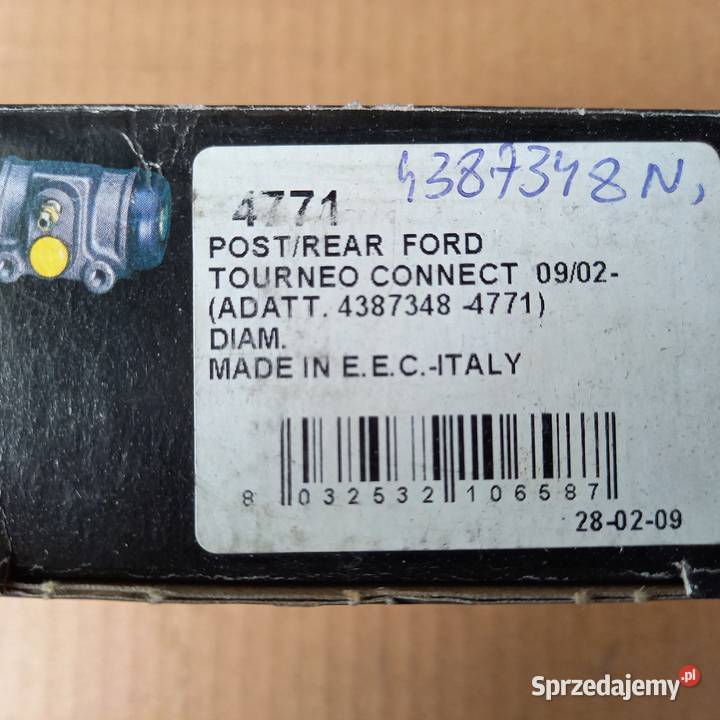 4387348N,
4771
POST/REAR FORD
TOURNEO CONNECT 09/02-
(ADATT. 4387348 -4771)
DIAM.
MADE IN E.E.C.-ITALY
8 032532 106587
28-02-09
Sprzedajemy.pl